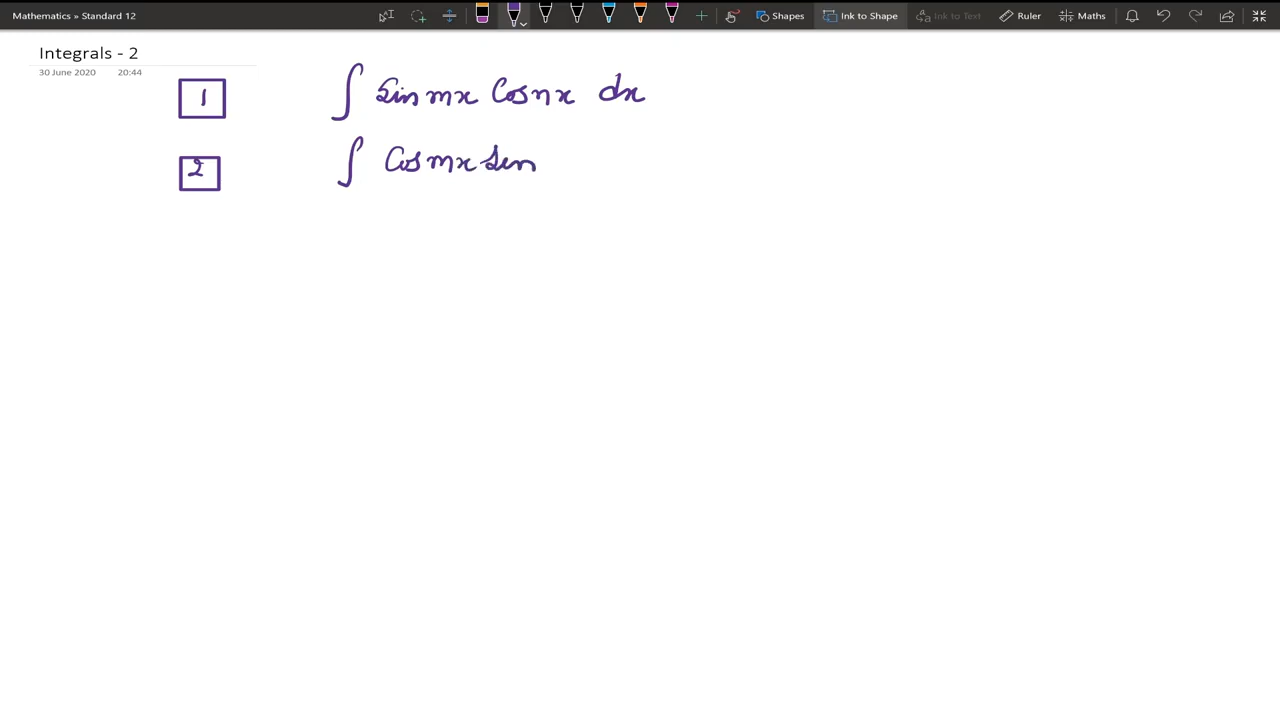 Mathematics » Standard 12
Shapes
Ink to Shape
Ink to Text
Ruler
Maths
Integrals - 2
30 June 2020 20:44
1 ∫ Sin mx Cos nx dx
2 ∫ Cos mx Sin